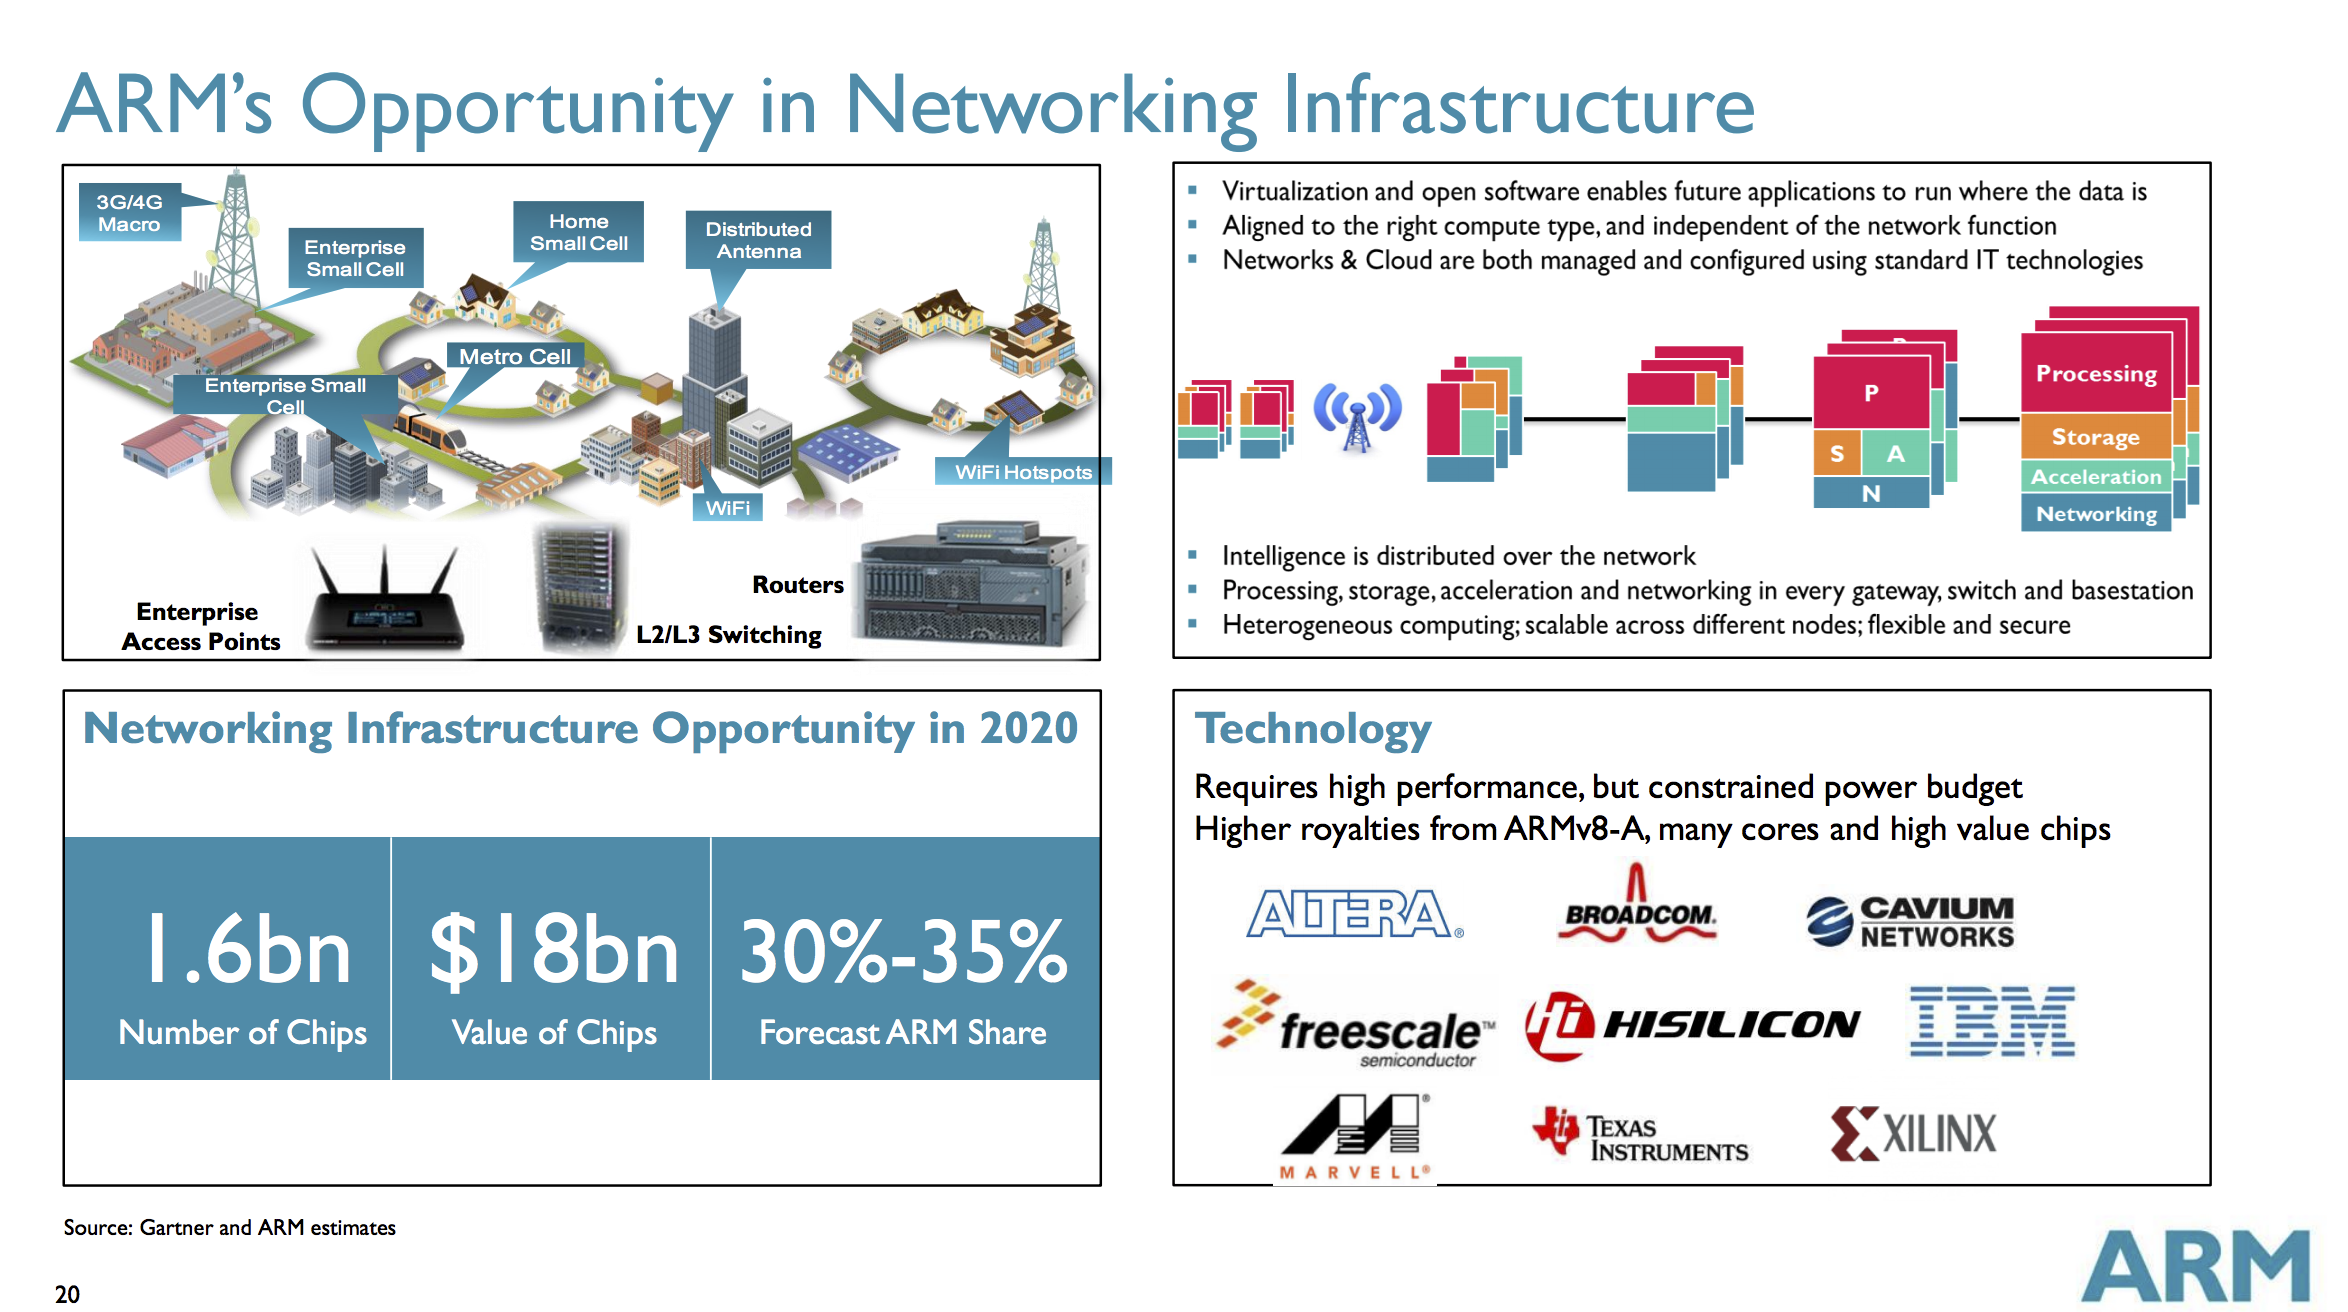 ARM’s Opportunity in Networking Infrastructure
3G/4G
Macro
Enterprise
Small Cell
Home
Small Cell
Distributed
Antenna
Metro Cell
Enterprise Small
Cell
WiFi Hotspots
WiFi
Enterprise
Access Points
L2/L3 Switching
Routers
Virtualization and open software enables future applications to run where the data is
Aligned to the right compute type, and independent of the network function
Networks & Cloud are both managed and configured using standard IT technologies
P
S A
N
Processing
Storage
Acceleration
Networking
Intelligence is distributed over the network
Processing, storage, acceleration and networking in every gateway, switch and basestation
Heterogeneous computing; scalable across different nodes; flexible and secure
Networking Infrastructure Opportunity in 2020
1.6bn
Number of Chips
$18bn
Value of Chips
30%-35%
Forecast ARM Share
Technology
Requires high performance, but constrained power budget
Higher royalties from ARMv8-A, many cores and high value chips
ALTERA®
BROADCOM.
CAVIUM
NETWORKS
freescale™
semiconductor
HISILICON
IBM
MARVELL®
TEXAS
INSTRUMENTS
XILINX
Source: Gartner and ARM estimates
20
ARM